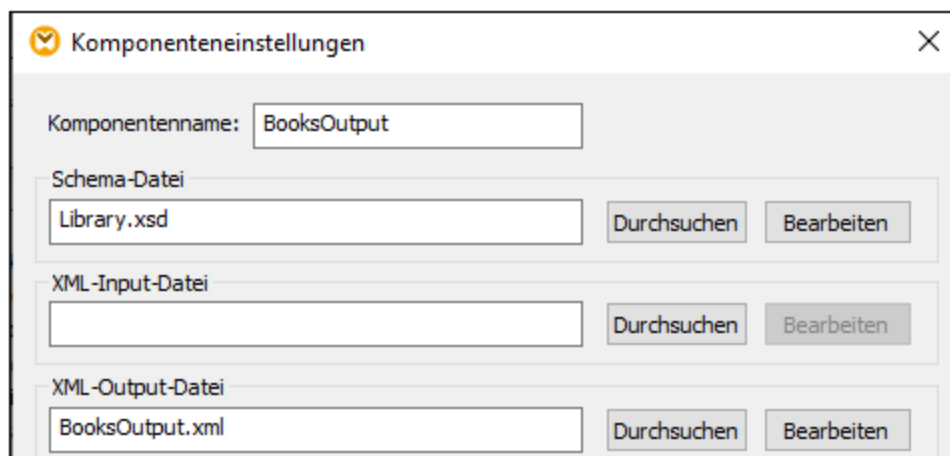 Komponenteneinstellungen
Komponentenname: BooksOutput
Schema-Datei
Library.xsd Durchsuchen Bearbeiten
XML-Input-Datei
Durchsuchen Bearbeiten
XML-Output-Datei
BooksOutput.xml Durchsuchen Bearbeiten